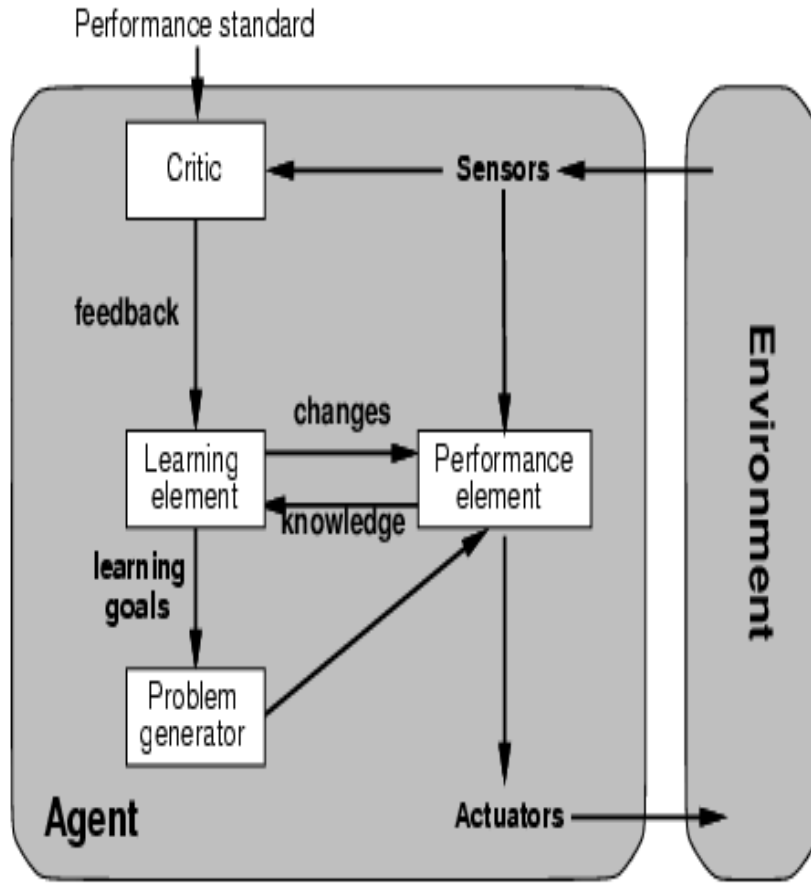 Performance standard
Critic
Sensors
feedback
changes
Learning
element
Performance
element
knowledge
learning
goals
Problem
generator
Agent
Actuators
Environment